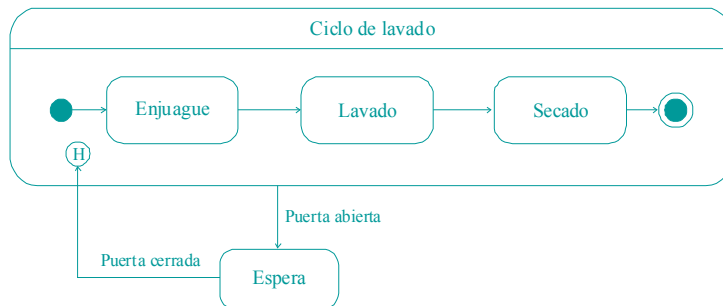 Ciclo de lavado
Enjuague
Lavado
Secado
H
Puerta abierta
Puerta cerrada
Espera